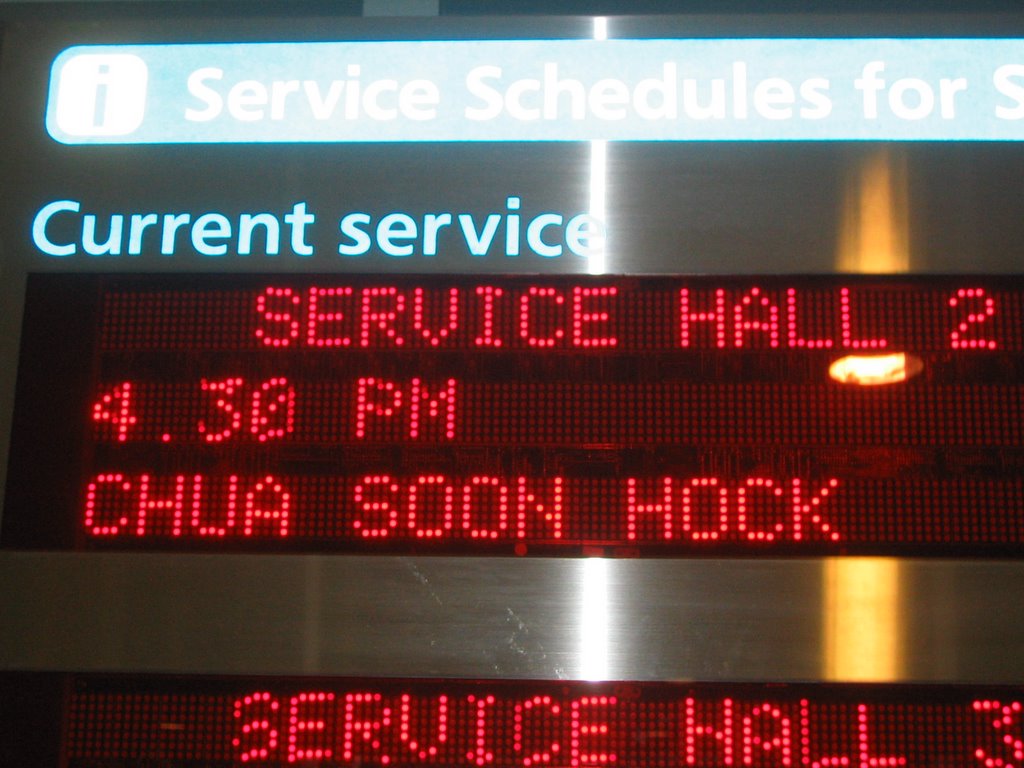 i Service Schedules for S
Current service
SERVICE HALL 2
4.30 PM
CHUA SOON HOCK
SERVICE HALL 3